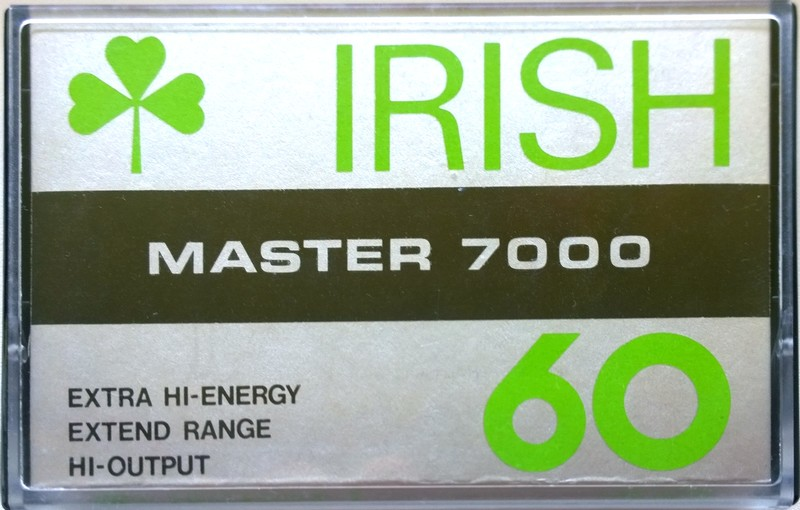 IRISH
MASTER 7000
60
EXTRA HI-ENERGY
EXTEND RANGE
HI-OUTPUT